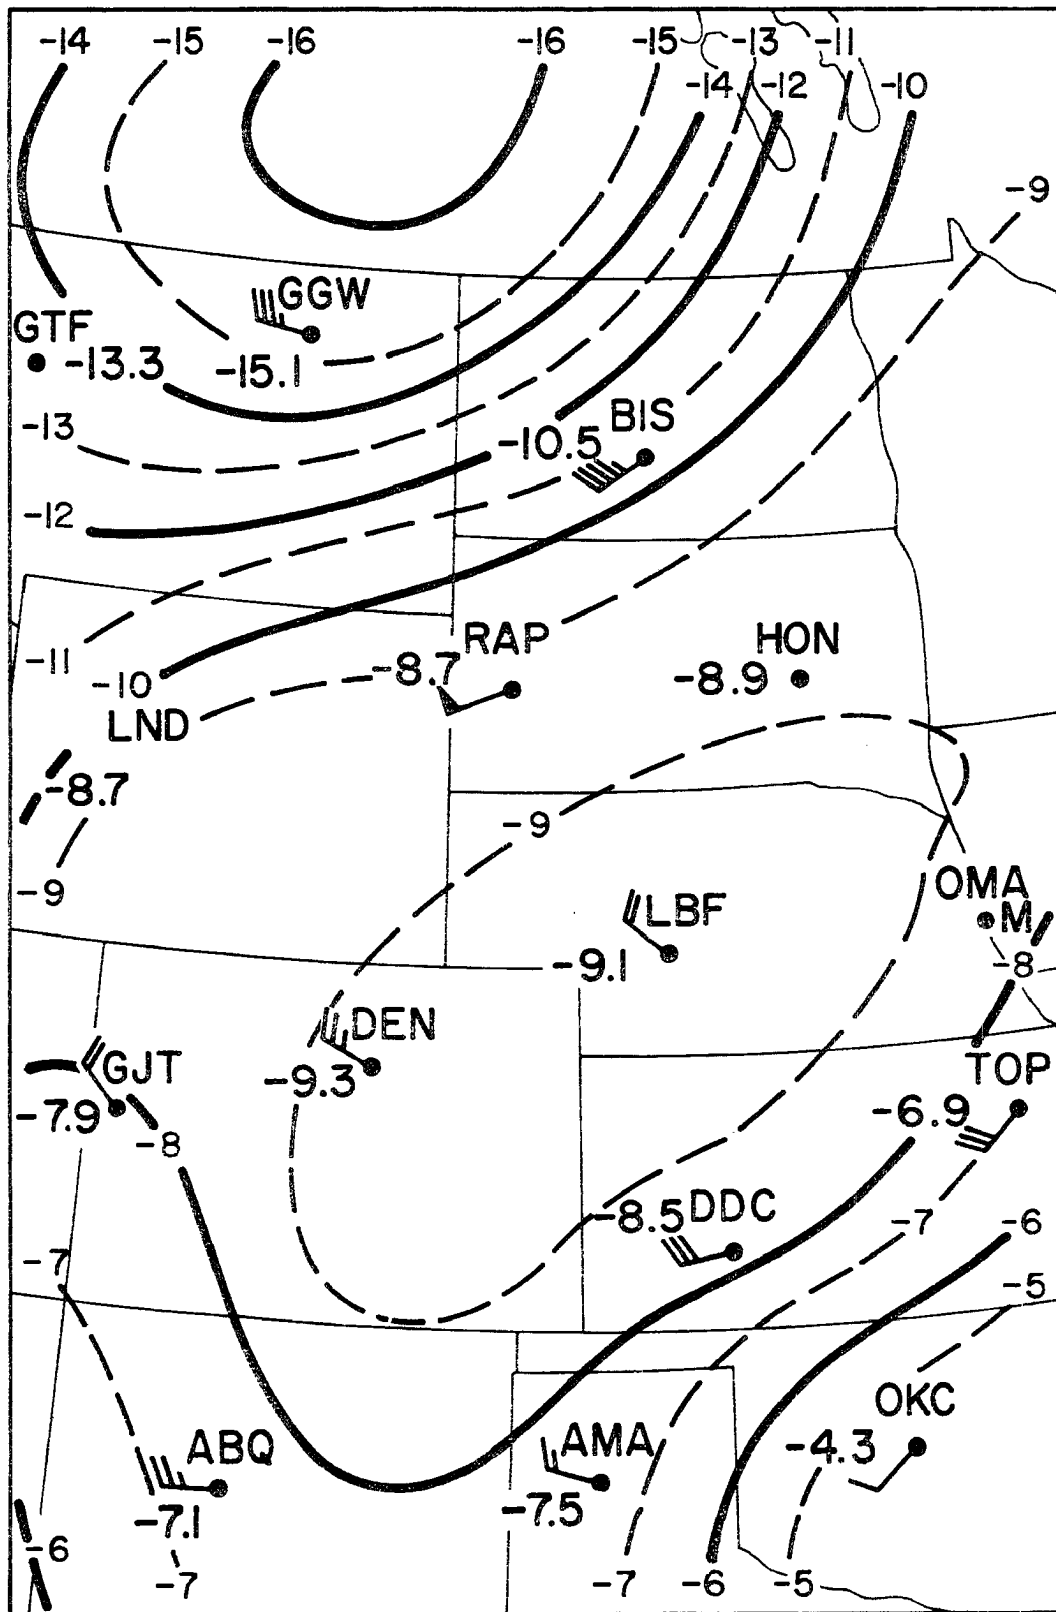 -14 -15 -16 -16 -15 -13 -11
-14 -12 -10
-9
GGW
GTF
-13.3 -15.1
-13
BIS
-10.5
-12
RAP HON
-11 -10 -8.7 -8.9
LND
-8.7
-9
-9
OMA
M
LBF
-9.1 -8
DEN
GJT TOP
-9.3
-7.9 -6.9
-8
DDC
-8.5
-7 -6
-7
-5
OKC
ABQ AMA -4.3
-7.1 -7.5
-6
-7 -7 -6 -5